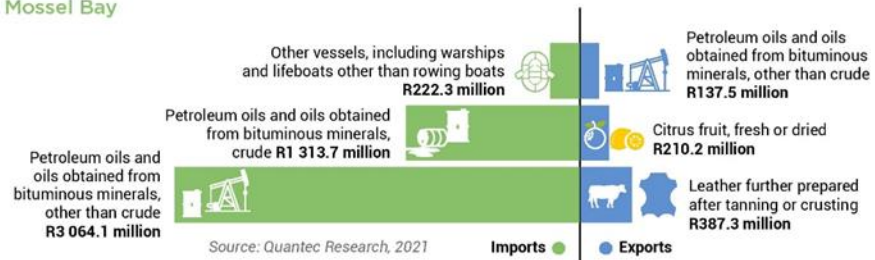 Mossel Bay
Other vessels, including warships
and lifeboats other than rowing boats
R222.3 million
Petroleum oils and oils
obtained from bituminous
minerals, other than crude
R137.5 million
Petroleum oils and oils obtained
from bituminous minerals,
crude R1 313.7 million
Citrus fruit, fresh or dried
R210.2 million
Petroleum oils and
oils obtained from
bituminous minerals,
other than crude
R3 064.1 million
Leather further prepared
after tanning or crusting
R387.3 million
Source: Quantec Research, 2021
Imports
Exports